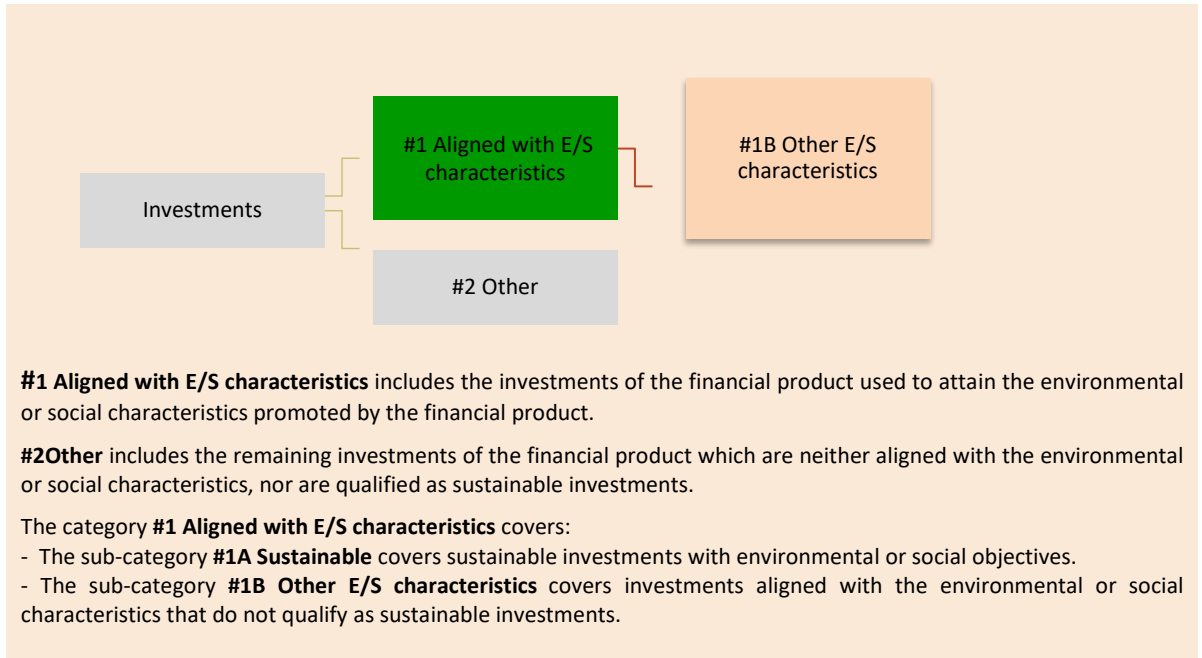 #1 Aligned with E/S
characteristics
#1B Other E/S
characteristics
Investments
#2 Other
#1 Aligned with E/S characteristics includes the investments of the financial product used to attain the environmental
or social characteristics promoted by the financial product.
#2Other includes the remaining investments of the financial product which are neither aligned with the environmental
or social characteristics, nor are qualified as sustainable investments.
The category #1 Aligned with E/S characteristics covers:
- The sub-category #1A Sustainable covers sustainable investments with environmental or social objectives.
- The sub-category #1B Other E/S characteristics covers investments aligned with the environmental or social
characteristics that do not qualify as sustainable investments.